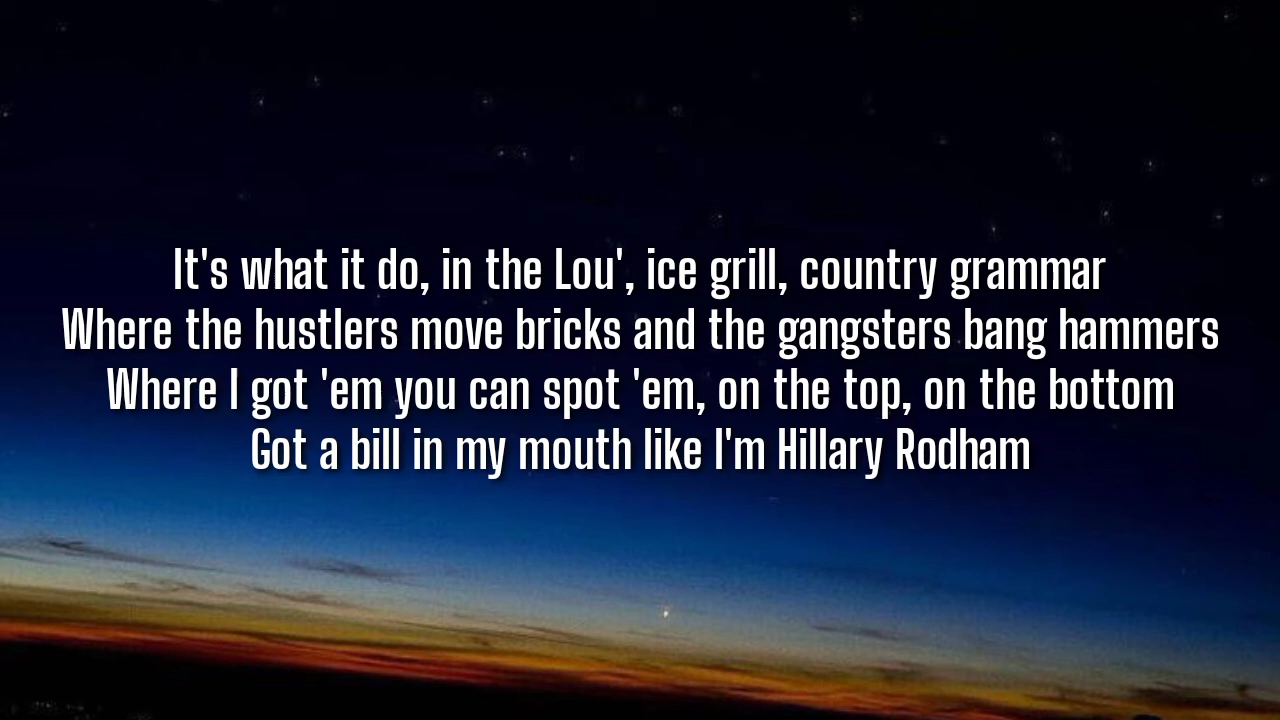 It's what it do, in the Lou', ice grill, country grammar
Where the hustlers move bricks and the gangsters bang hammers
Where I got 'em you can spot 'em, on the top, on the bottom
Got a bill in my mouth like I'm Hillary Rodham